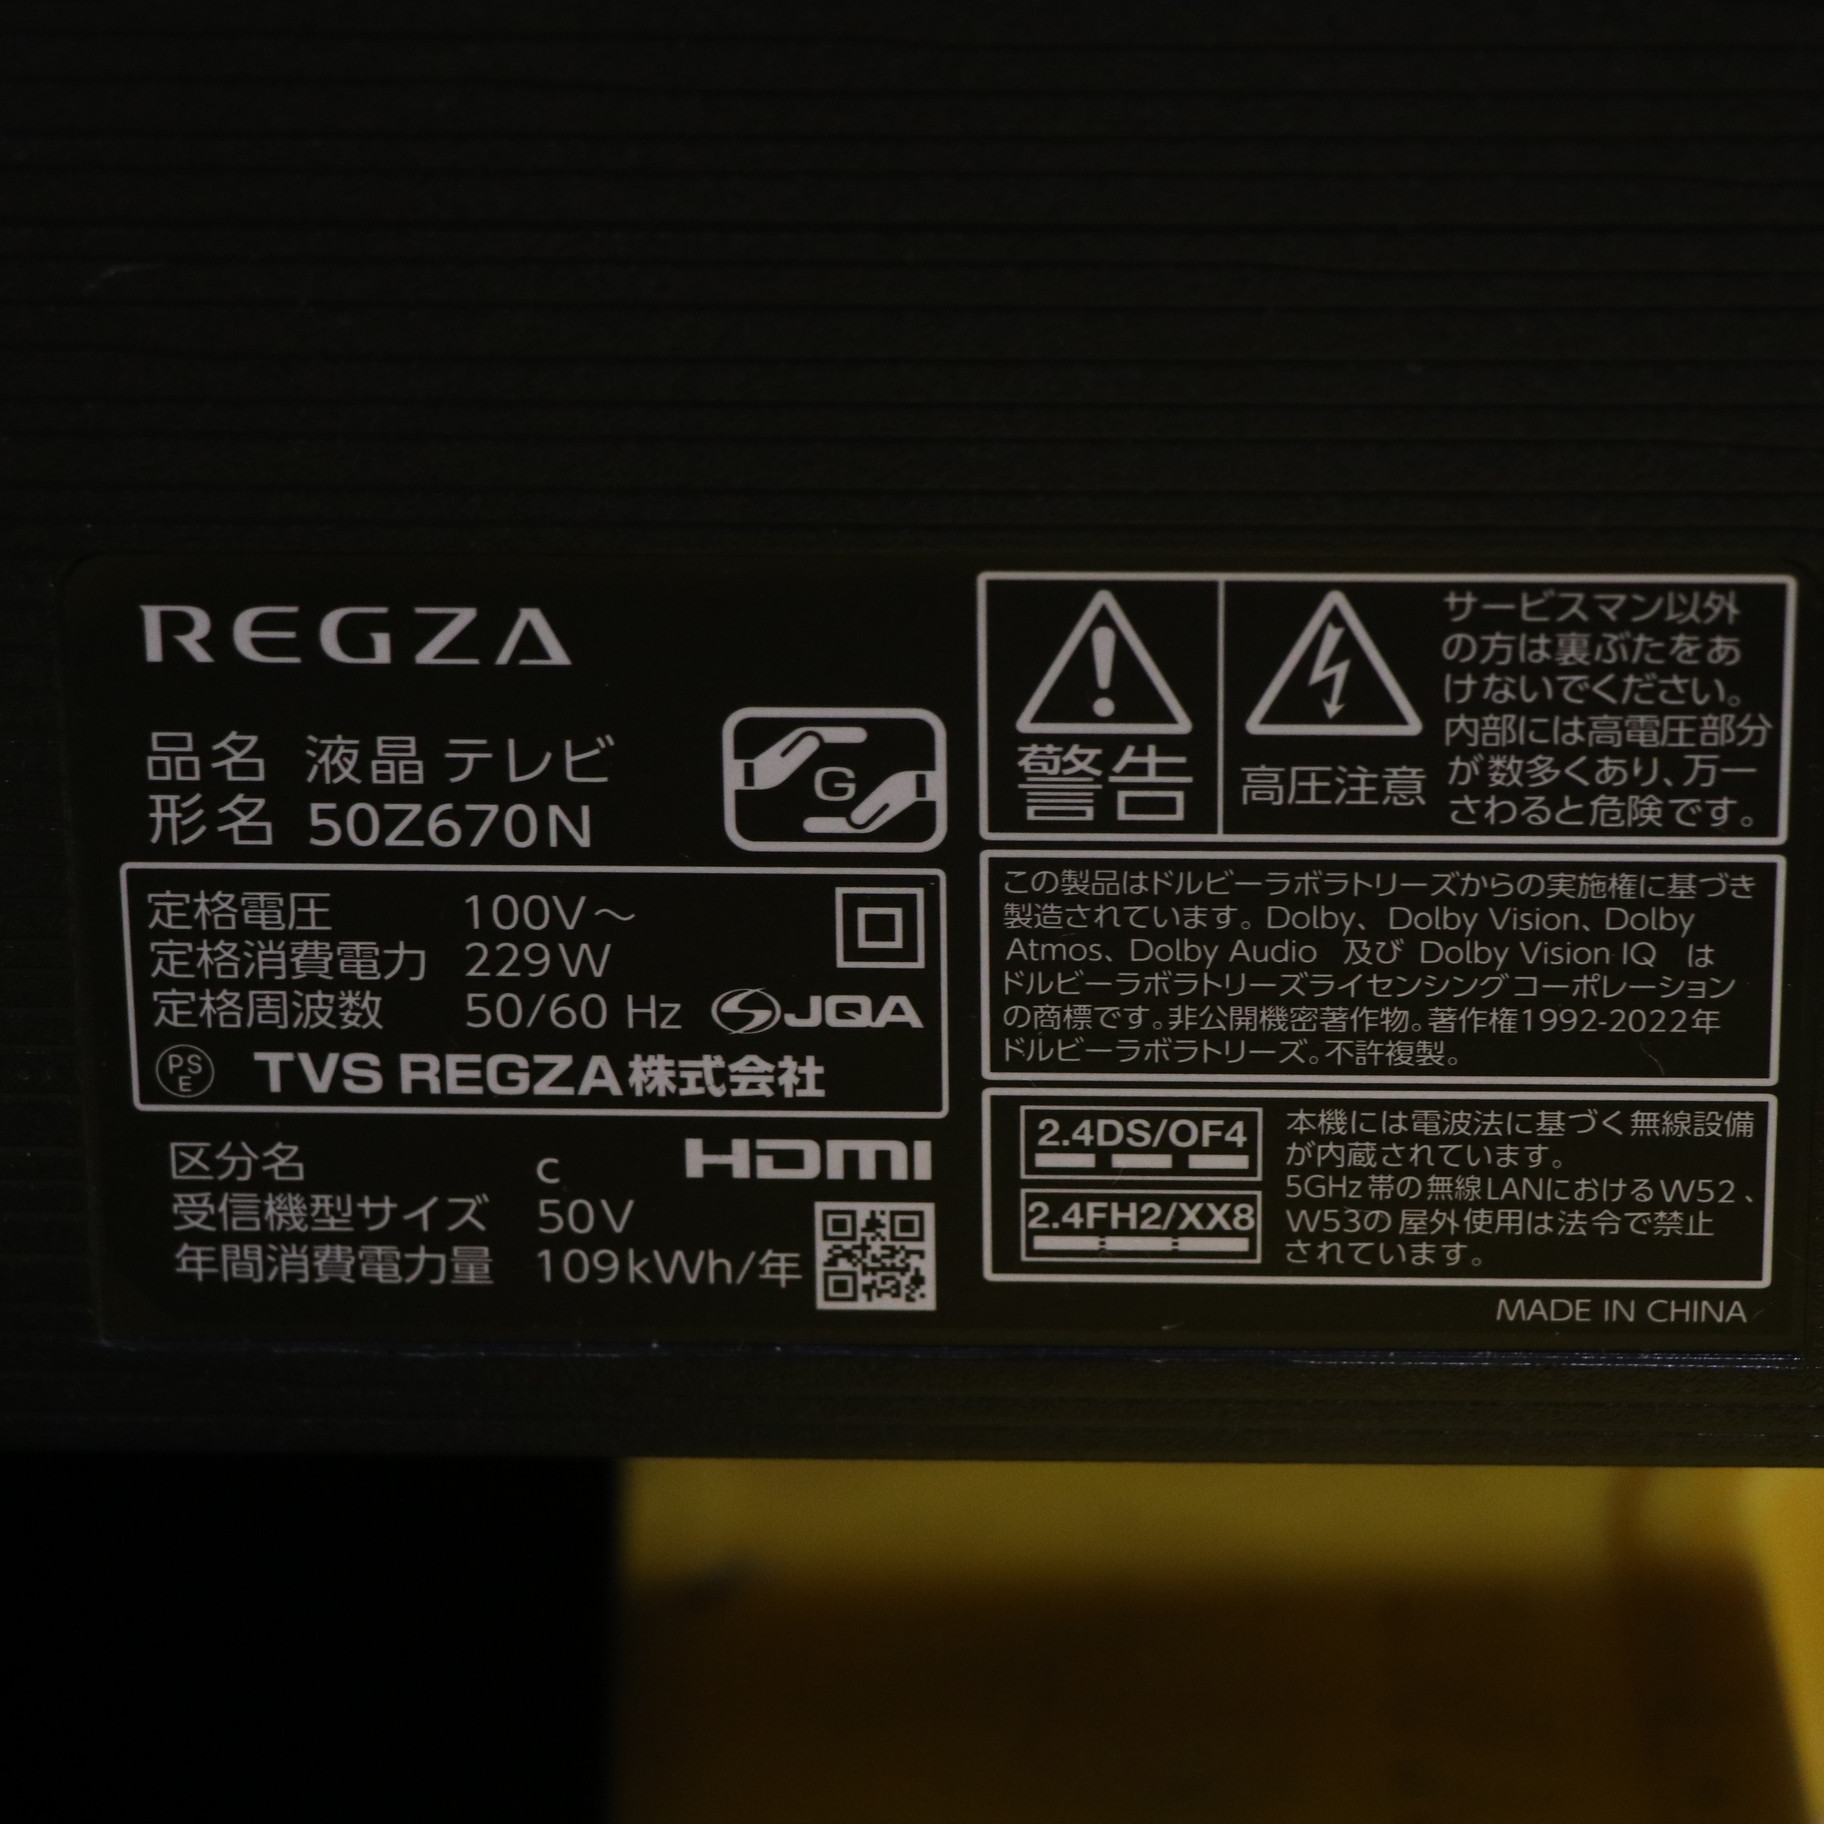 REGZA
品名 液晶テレビ
形名 50Z670N
G
定格電圧 100V～
定格消費電力 229W
定格周波数 50/60 Hz JQA
PS
E
TVS REGZA株式会社
区分名 c HDMI
受信機型サイズ 50V
年間消費電力量 109kWh/年
警告
高圧注意
サービスマン以外
の方は裏ぶたをあ
けないでください。
内部には高電圧部分
が数多くあり、万一
さわると危険です。
この製品はドルビーラボラトリーズからの実施権に基づき
製造されています。Dolby、Dolby Vision、Dolby
Atmos、Dolby Audio 及び Dolby Vision IQ は
ドルビーラボラトリーズライセンシングコーポレーション
の商標です。非公開機密著作物。著作権1992-2022年
ドルビーラボラトリーズ。不許複製。
2.4DS/OF4
2.4FH2/XX8
本機には電波法に基づく無線設備
が内蔵されています。
5GHz帯の無線LANにおけるW52、
W53の屋外使用は法令で禁止
されています。
MADE IN CHINA